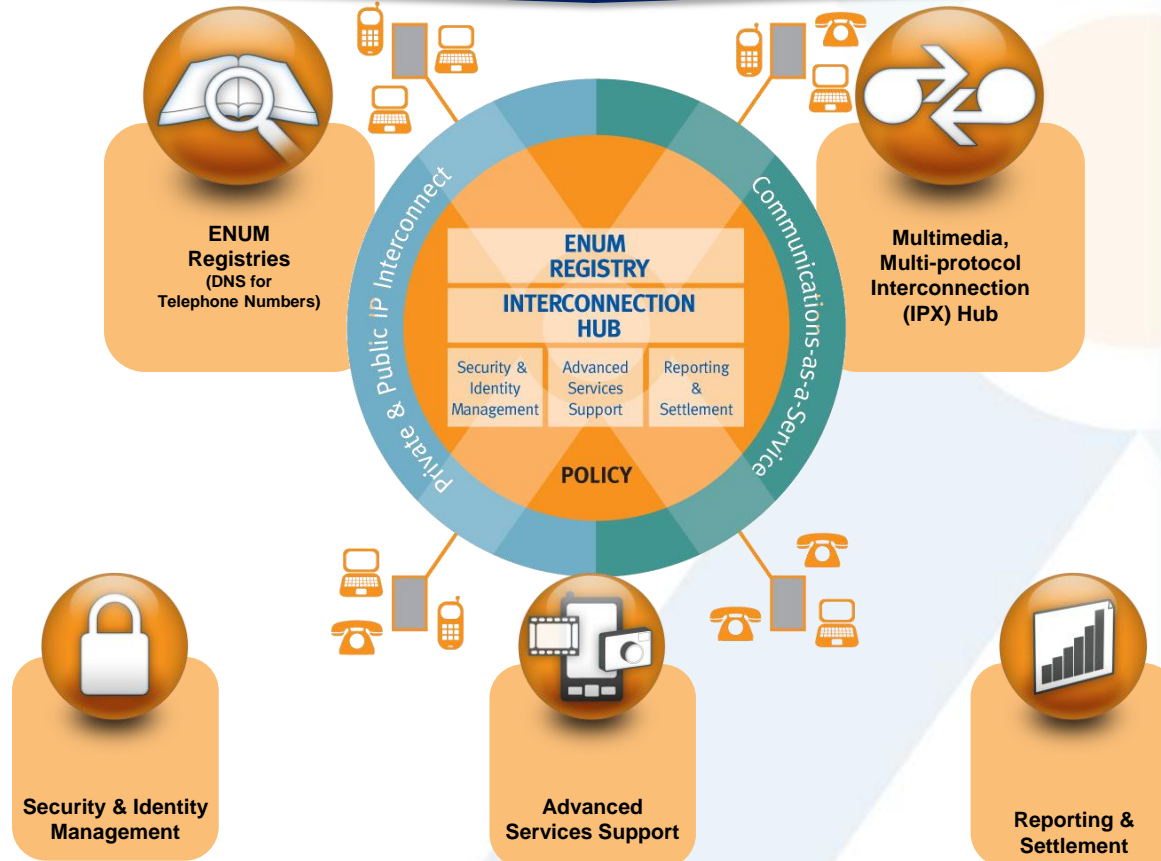 ENUM
Registries
(DNS for
Telephone Numbers)
Private & Public IP Interconnect
ENUM
REGISTRY
INTERCONNECTION
HUB
Security &
Identity
Management
Advanced
Services
Support
Reporting
&
Settlement
POLICY
Communications-as-a-Service
Multimedia,
Multi-protocol
Interconnection
(IPX) Hub
Security & Identity
Management
Advanced
Services Support
Reporting &
Settlement